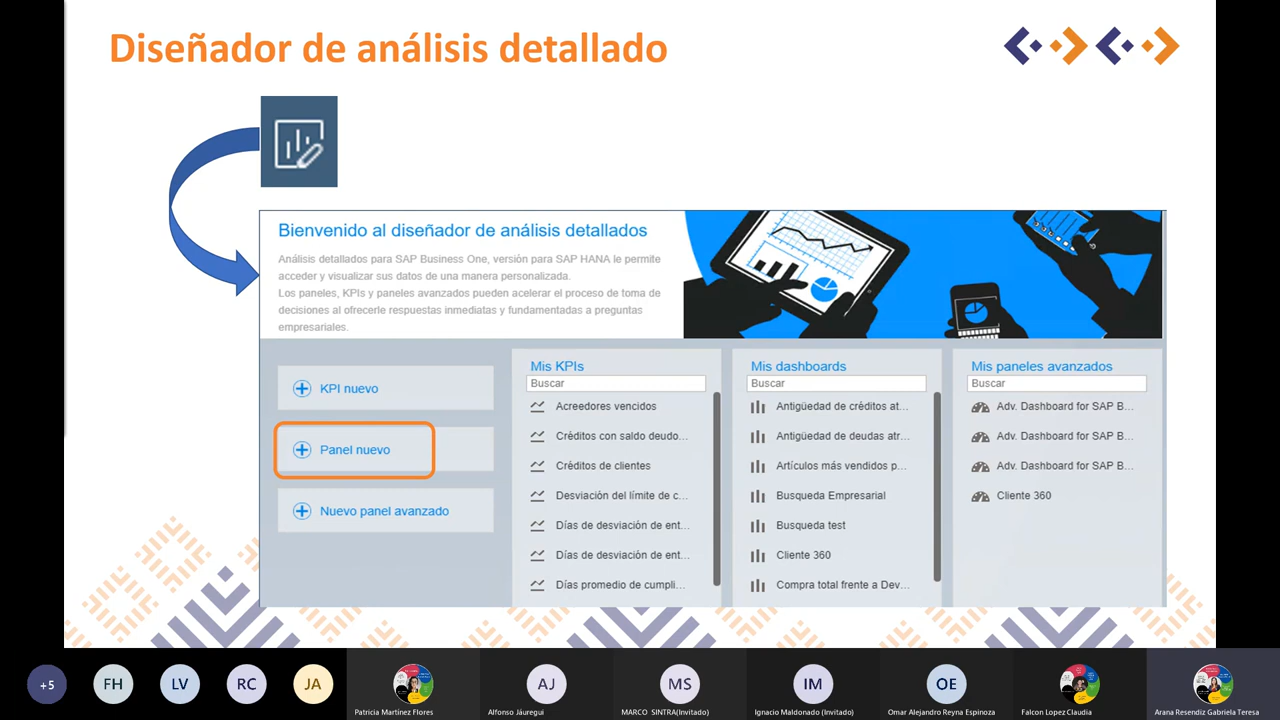 Diseñador de análisis detallado
Bienvenido al diseñador de análisis detallados
Análisis detallados para SAP Business One, versión para SAP HANA le permite
acceder y visualizar sus datos de una manera personalizada.
Los paneles, KPIs y paneles avanzados pueden acelerar el proceso de toma de
decisiones al ofrecerle respuestas inmediatas y fundamentadas a preguntas
empresariales.
KPI nuevo
Panel nuevo
Nuevo panel avanzado
Mis KPIs
Buscar
Acreedores vencidos
Créditos con saldo deudo...
Créditos de clientes
Desviación del límite de c...
Días de desviación de ent...
Días de desviación de ent...
Días promedio de cumpli...
Mis dashboards
Buscar
Antigüedad de créditos at...
Antigüedad de deudas atr...
Artículos más vendidos p...
Busqueda Empresarial
Busqueda test
Cliente 360
Compra total frente a Dev...
Mis paneles avanzados
Buscar
Adv. Dashboard for SAP B...
Adv. Dashboard for SAP B...
Adv. Dashboard for SAP B...
Cliente 360
+5
FH
LV
RC
JA
Patricia Martinez Flores
AJ
Alfonso Jáuregui
MS
MARCO SINTRA(Invitado)
IM
Ignacio Maldonado (Invitado)
OE
Omar Alejandro Reyna Espinoza
Falcon Lopez Claudia
Arana Resendiz Gabriela Teresa